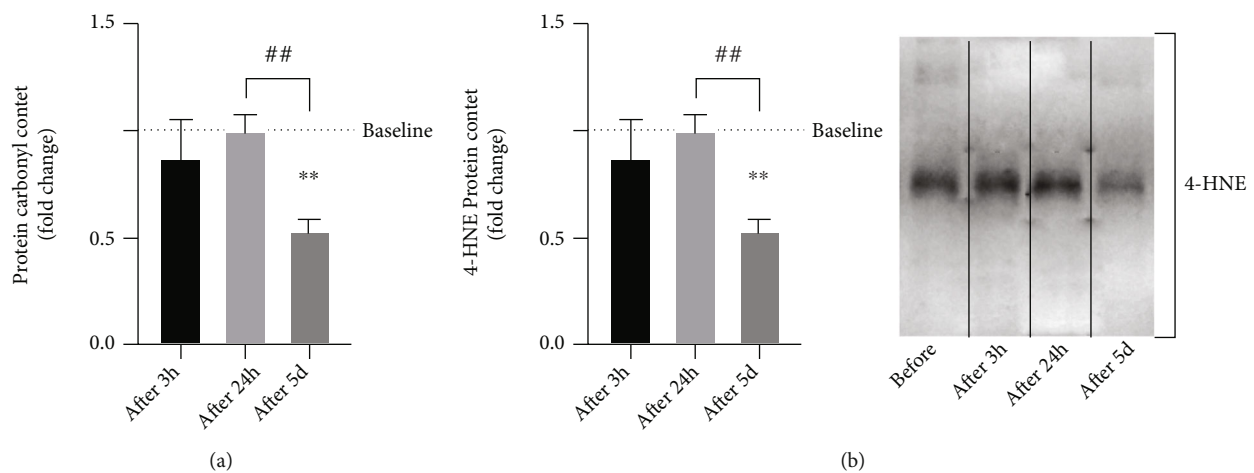 Protein carbonyl contet
(fold change)
1.5
1
0.5
0.0
##
Baseline
**
After 3h
After 24h
After 5d
(a)
4-HNE Protein contet
(fold change)
1.5
1
0.5
0.0
##
Baseline
**
After 3h
After 24h
After 5d
4-HNE
Before
After 3h
After 24h
After 5d
(b)